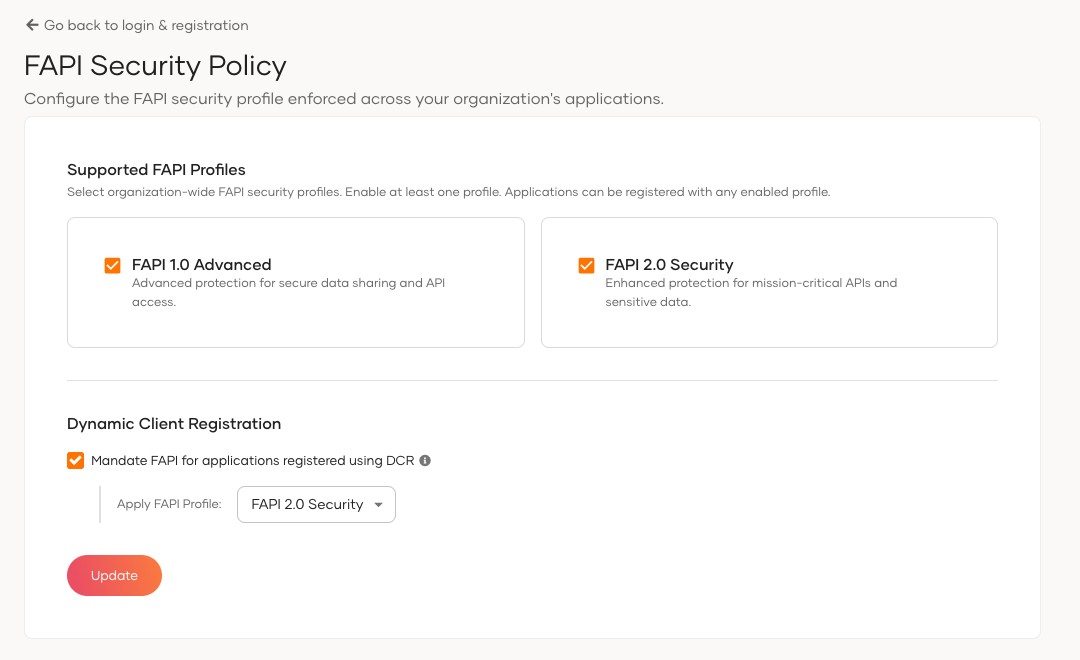 Go back to login & registration
FAPI Security Policy
Configure the FAPI security profile enforced across your organization's applications.
Supported FAPI Profiles
Select organization-wide FAPI security profiles. Enable at least one profile. Applications can be registered with any enabled profile.
FAPI 1.0 Advanced
Advanced protection for secure data sharing and API
access.
FAPI 2.0 Security
Enhanced protection for mission-critical APIs and
sensitive data.
Dynamic Client Registration
Mandate FAPI for applications registered using DCR
Apply FAPI Profile:
FAPI 2.0 Security
Update